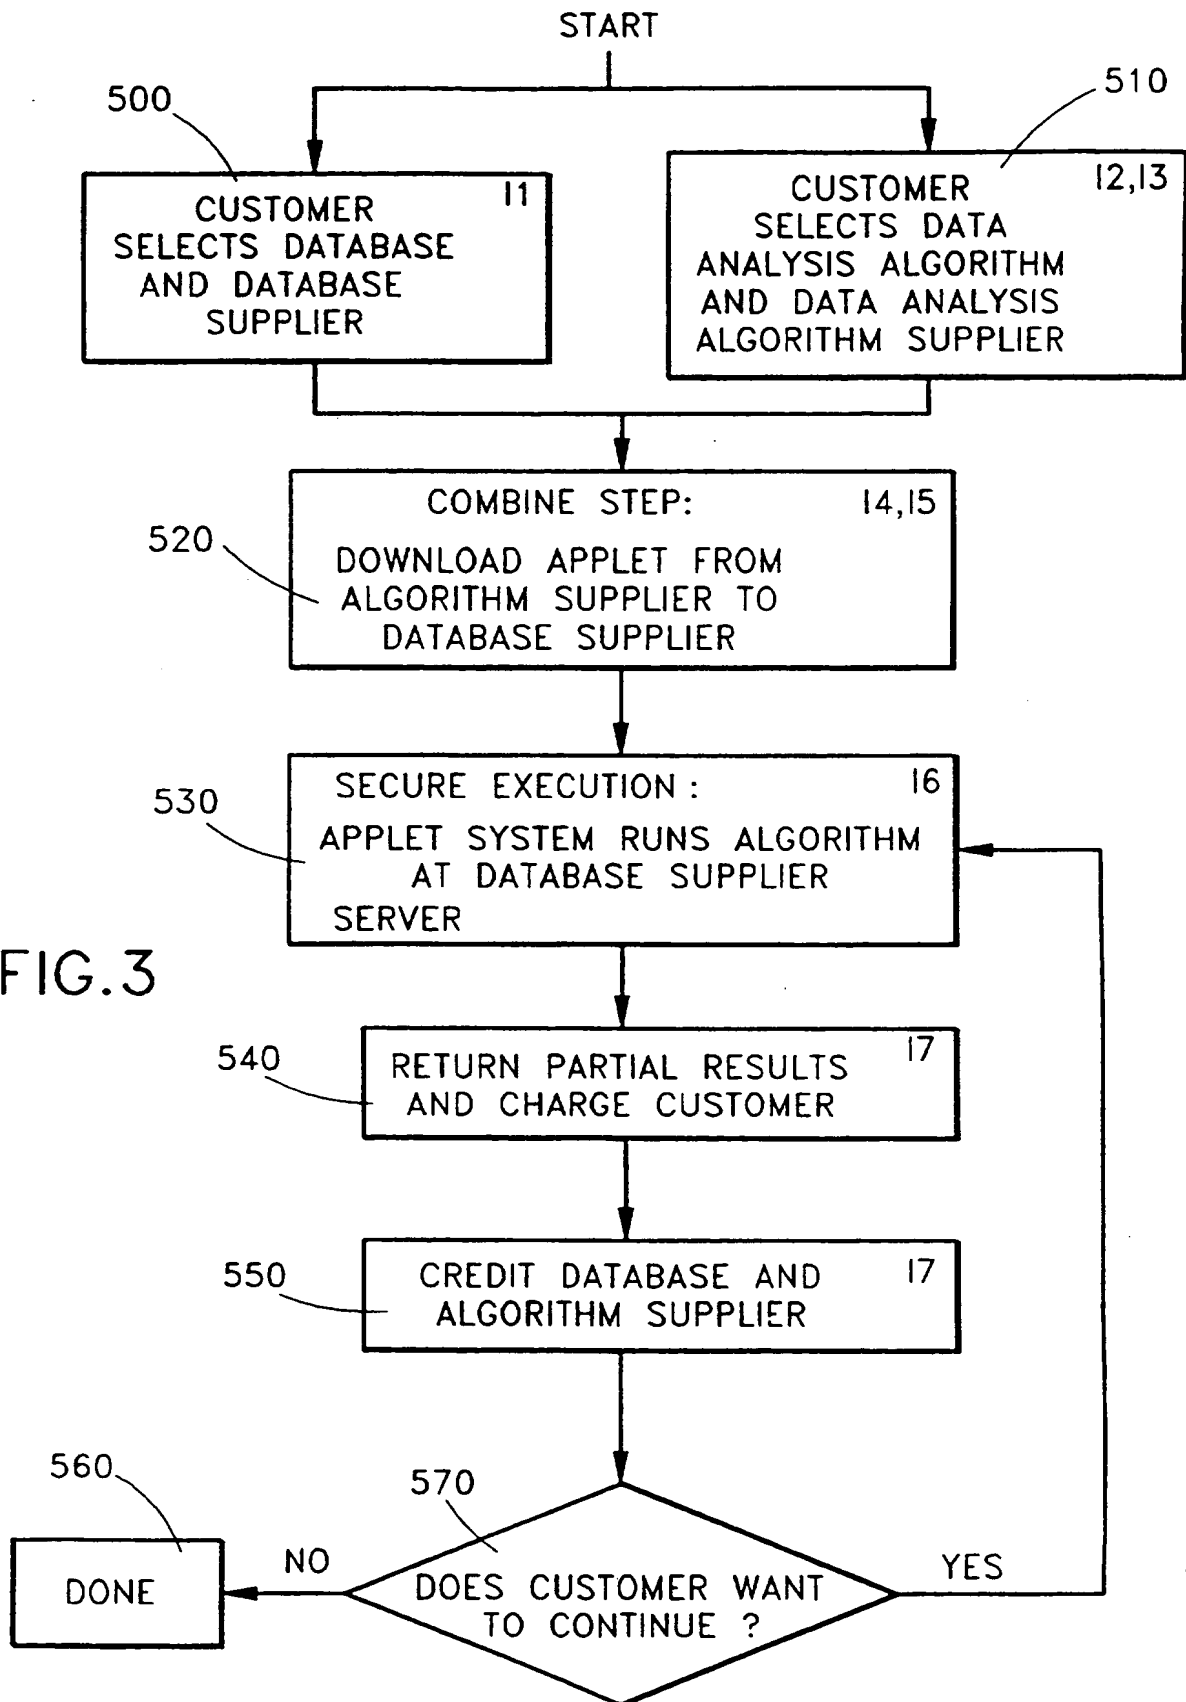 START
500
510
11
CUSTOMER
SELECTS DATABASE
AND DATABASE
SUPPLIER
12,13
CUSTOMER
SELECTS DATA
ANALYSIS ALGORITHM
AND DATA ANALYSIS
ALGORITHM SUPPLIER
520
COMBINE STEP:
14,15
DOWNLOAD APPLET FROM
ALGORITHM SUPPLIER TO
DATABASE SUPPLIER
530
SECURE EXECUTION :
16
APPLET SYSTEM RUNS ALGORITHM
AT DATABASE SUPPLIER
SERVER
FIG.3
540
17
RETURN PARTIAL RESULTS
AND CHARGE CUSTOMER
550
17
CREDIT DATABASE AND
ALGORITHM SUPPLIER
560
570
DONE
NO
DOES CUSTOMER WANT
TO CONTINUE ?
YES